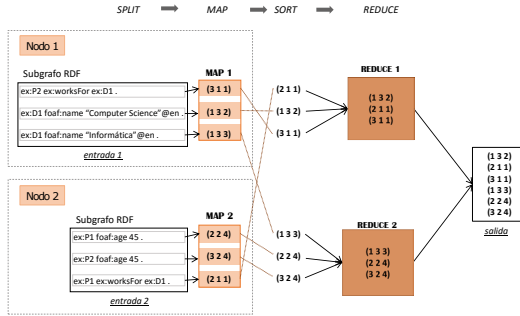 SPLIT MAP SORT REDUCE
Nodo 1
Subgrafo RDF
ex:P2 ex:worksFor ex:D1 .
ex:D1 foaf:name "Computer Science"@en .
ex:D1 foaf:name "Informática"@en .
entrada 1
MAP 1
(3 1 1)
(1 3 2)
(1 3 3)
(2 1 1)
(1 3 2)
(3 1 1)
REDUCE 1
(1 3 2)
(2 1 1)
(3 1 1)
Nodo 2
Subgrafo RDF
ex:P1 foaf:age 45 .
ex:P2 foaf:age 45 .
ex:P1 ex:worksFor ex:D1 .
entrada 2
MAP 2
(2 2 4)
(3 2 4)
(2 1 1)
(1 3 3)
(2 2 4)
(3 2 4)
REDUCE 2
(1 3 3)
(2 2 4)
(3 2 4)
(1 3 2)
(2 1 1)
(3 1 1)
(1 3 3)
(2 2 4)
(3 2 4)
salida